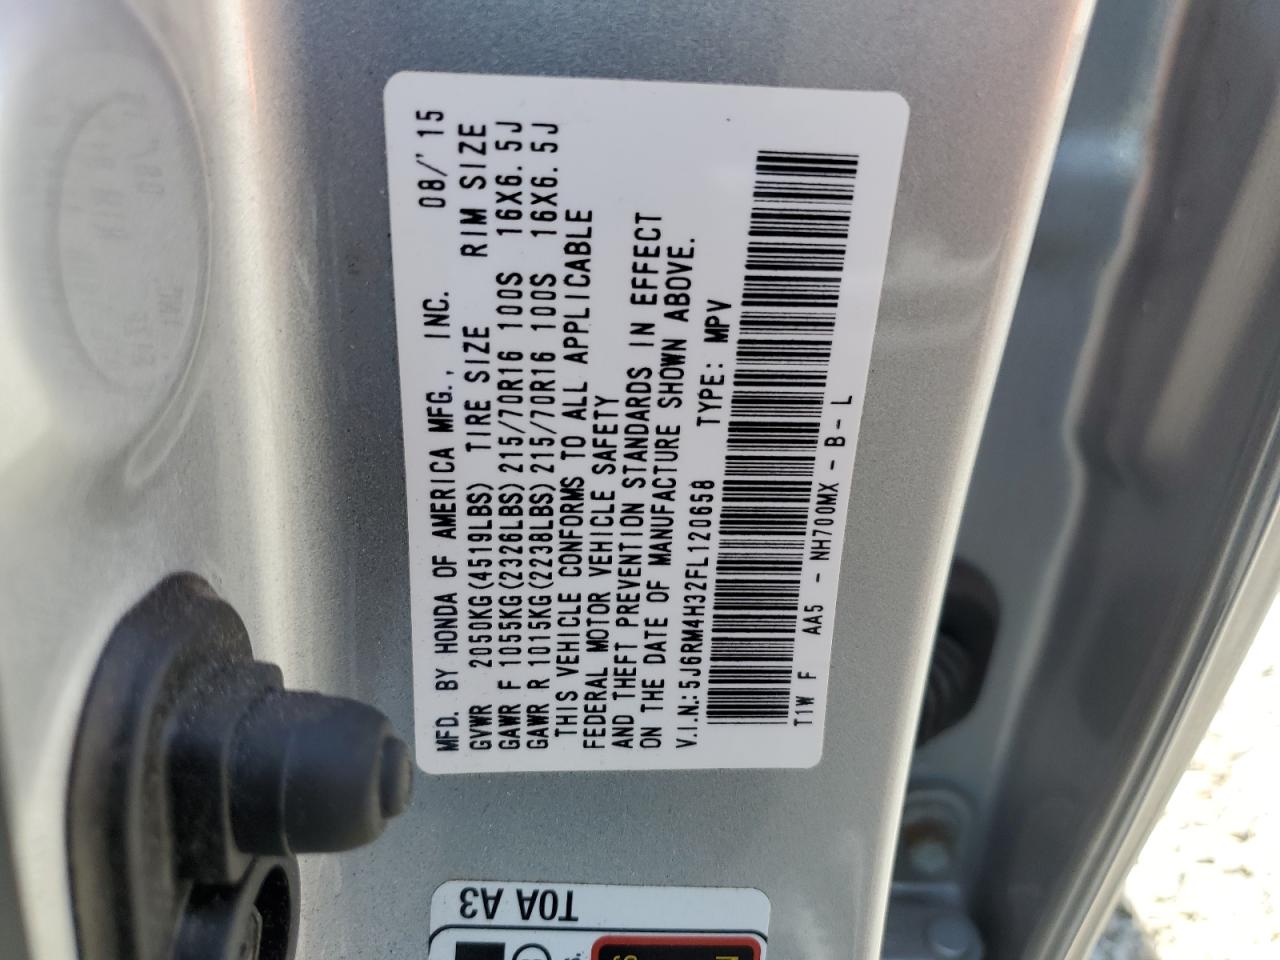 MFD. BY HONDA OF AMERICA MFG., INC. 08/'15
GVWR 2050KG(4519LBS) TIRE SIZE RIM SIZE
GAWR F 1055KG(2326LBS) 215/70R16 100S 16X6.5J
GAWR R 1015KG(2238LBS) 215/70R16 100S 16X6.5J
THIS VEHICLE CONFORMS TO ALL APPLICABLE
FEDERAL MOTOR VEHICLE SAFETY
AND THEFT PREVENTION STANDARDS IN EFFECT
ON THE DATE OF MANUFACTURE SHOWN ABOVE.
V.I.N.: 5J6RM4H32FL120658 TYPE: MPV
T1W F AA5 - NH700MX - B - L
T0A A3